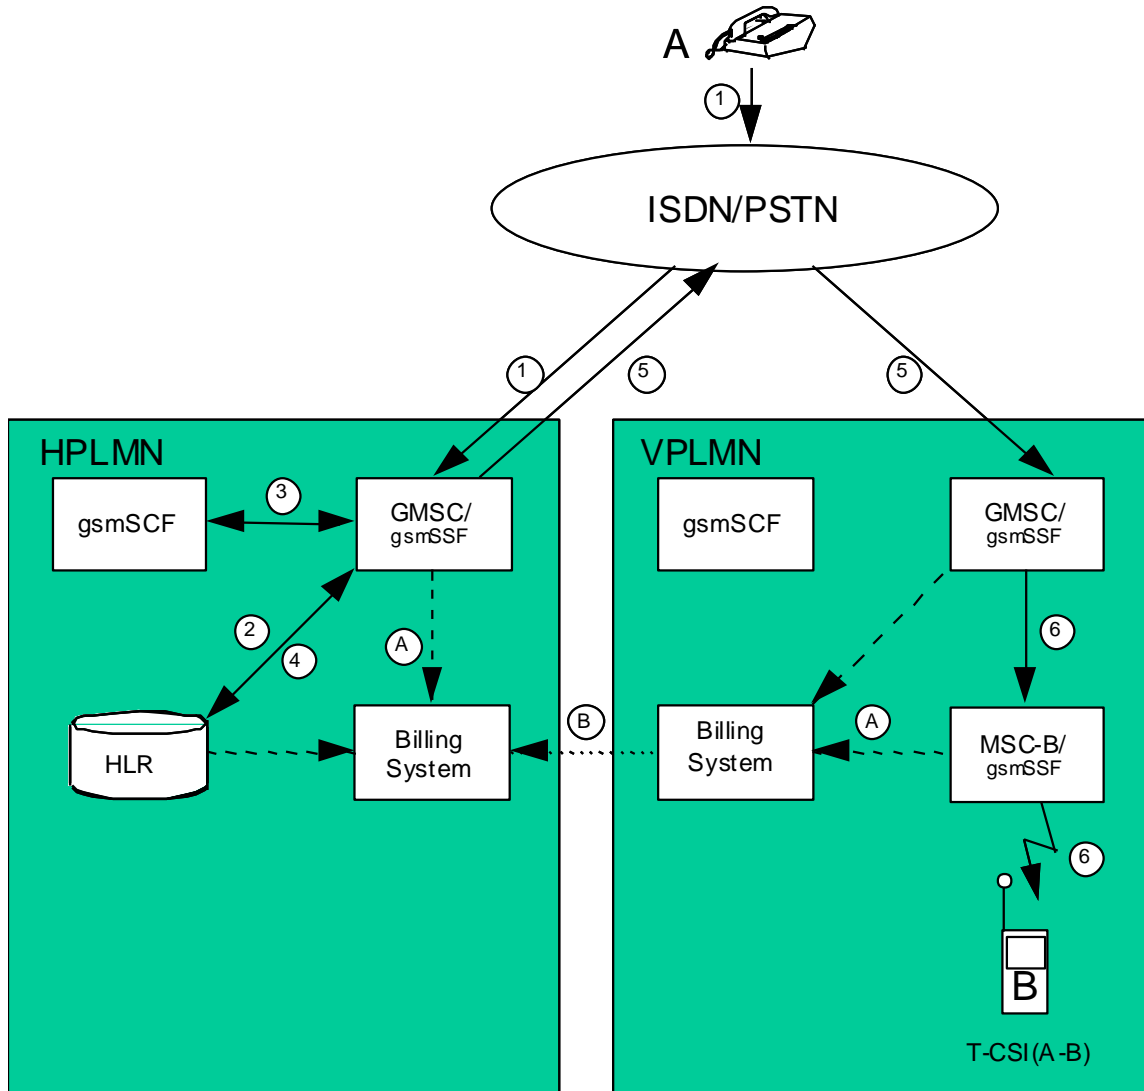 A
1
ISDN/PSTN
1
5
5
HPLMN
VPLMN
gsmSCF
3
GMSC/
gsmSSF
gsmSCF
GMSC/
gsmSSF
2
4
A
6
HLR
Billing
System
B
Billing
System
A
MSC-B/
gsmSSF
6
B
T-CSI(A-B)